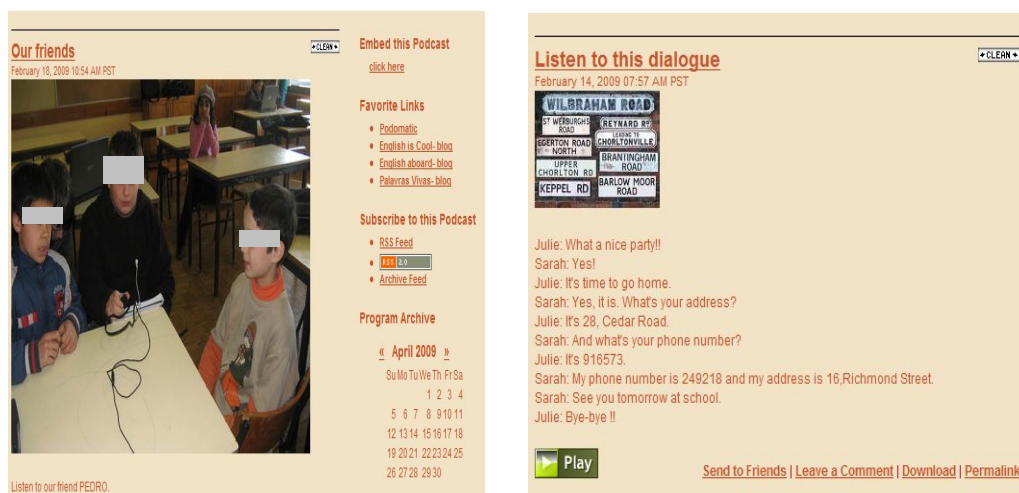 Our friends
CLEAN
February 18, 2009 10:54 AM PST
Listen to our friend PEDRO.
Embed this Podcast
click here
Favorite Links
Podomatic
English is Cool- blog
English aboard- blog
Palavras Vivas- blog
Subscribe to this Podcast
RSS Feed
RSS 2.0
Archive Feed
Program Archive
« April 2009 »
Su Mo Tu We Th Fr Sa
1 2 3 4
5 6 7 8 9 10 11
12 13 14 15 16 17 18
19 20 21 22 23 24 25
26 27 28 29 30
Listen to this dialogue
CLEAN
February 14, 2009 07:57 AM PST
WILBRAHAM ROAD
ST WERBURGHS ROAD
REYNARD RD
EGERTON ROAD NORTH
LEADING TO CHORLTONVILLE
UPPER CHORLTON RD
BRANTINGHAM ROAD
KEPPEL RD
BARLOW MOOR ROAD
Julie: What a nice party!!
Sarah: Yes!
Julie: It's time to go home.
Sarah: Yes, it is. What's your address?
Julie: It's 28, Cedar Road.
Sarah: And what's your phone number?
Julie: It's 916573.
Sarah: My phone number is 249218 and my address is 16,Richmond Street.
Sarah: See you tomorrow at school.
Julie: Bye-bye !!
Play
Send to Friends | Leave a Comment | Download | Permalink